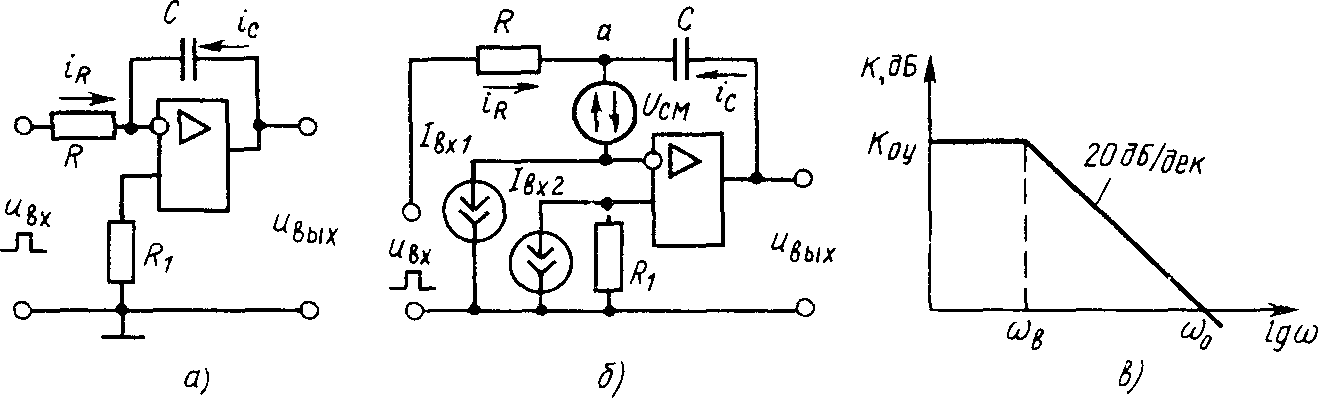 C
i_C
i_R
R
u_вх
R_1
u_вых
а)
R
а
C
i_R
U_см
i_C
I_вх1
I_вх2
u_вх
R_1
u_вых
б)
к, дБ
K_оу
20 дБ/дек
ω_в
ω_о
lg ω
в)